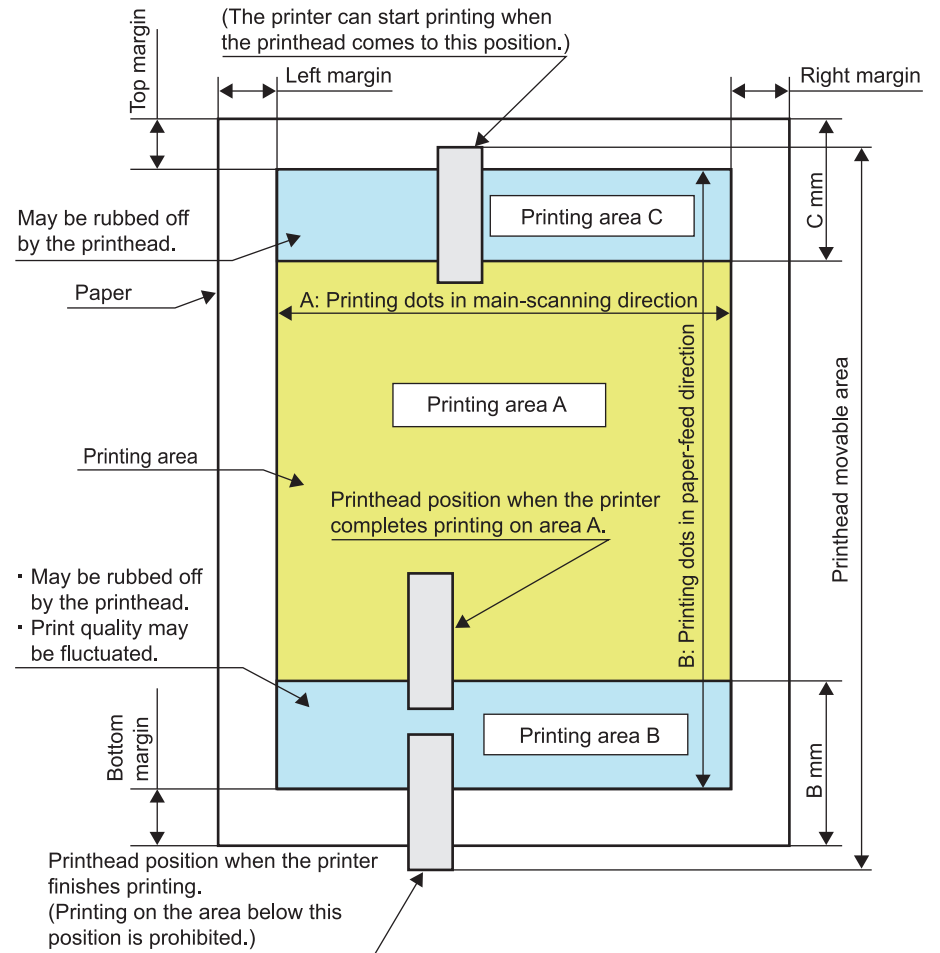 (The printer can start printing when
the printhead comes to this position.)
Top margin
Left margin
Right margin
May be rubbed off
by the printhead.
Printing area C
C mm
Paper
A: Printing dots in main-scanning direction
Printing area A
B: Printing dots in paper-feed direction
Printhead movable area
Printing area
Printhead position when the printer
completes printing on area A.
・ May be rubbed off
by the printhead.
・ Print quality may
be fluctuated.
Printing area B
B mm
Bottom
margin
Printhead position when the printer
finishes printing.
(Printing on the area below this
position is prohibited.)